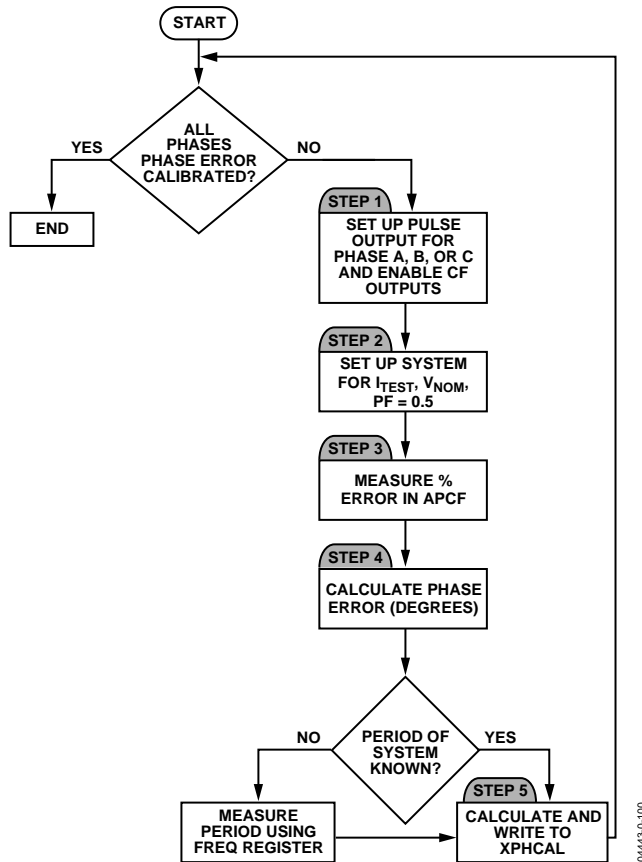 START
ALL
PHASES
PHASE ERROR
CALIBRATED?
YES
NO
END
STEP 1
SET UP PULSE
OUTPUT FOR
PHASE A, B, OR C
AND ENABLE CF
OUTPUTS
STEP 2
SET UP SYSTEM
FOR ITEST, VNOM,
PF = 0.5
STEP 3
MEASURE %
ERROR IN APCF
STEP 4
CALCULATE PHASE
ERROR (DEGREES)
NO
PERIOD OF
SYSTEM
KNOWN?
YES
MEASURE
PERIOD USING
FREQ REGISTER
STEP 5
CALCULATE AND
WRITE TO
XPHCAL
04443-0-100